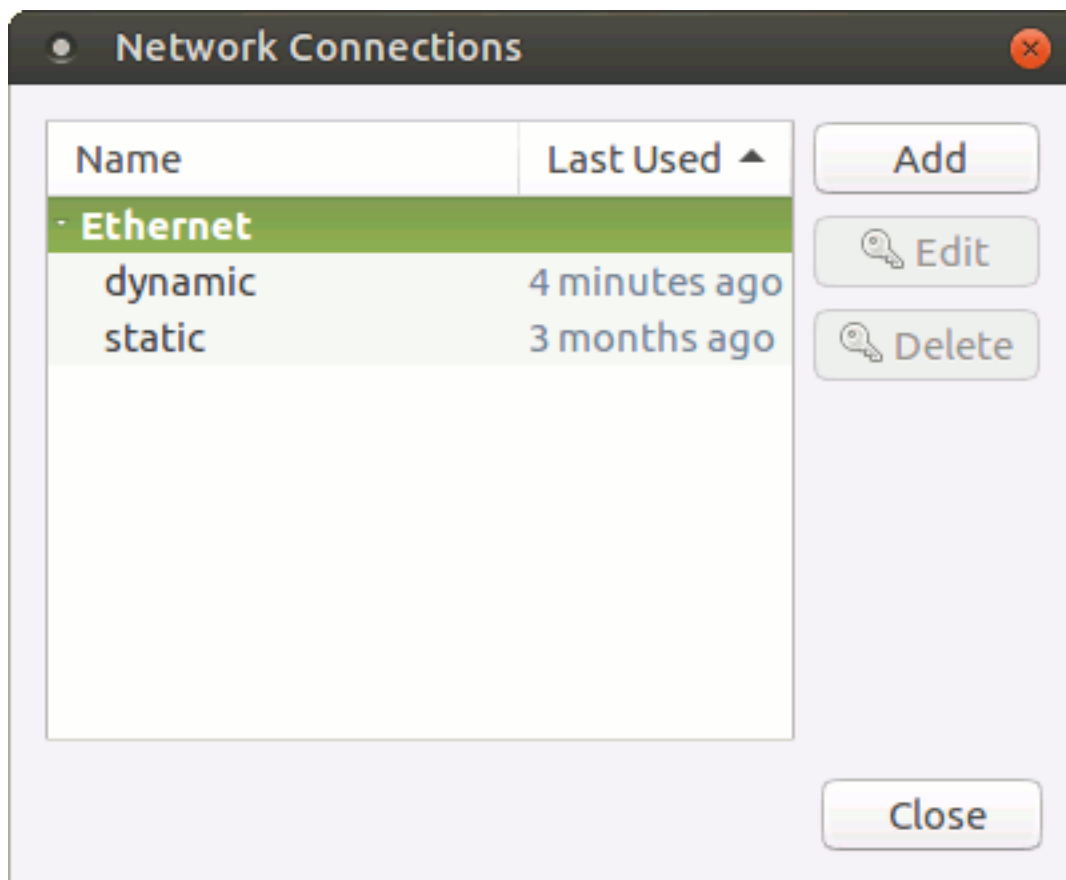 Network Connections
Name Last Used Add
Ethernet
Edit
dynamic 4 minutes ago
static 3 months ago
Delete
Close